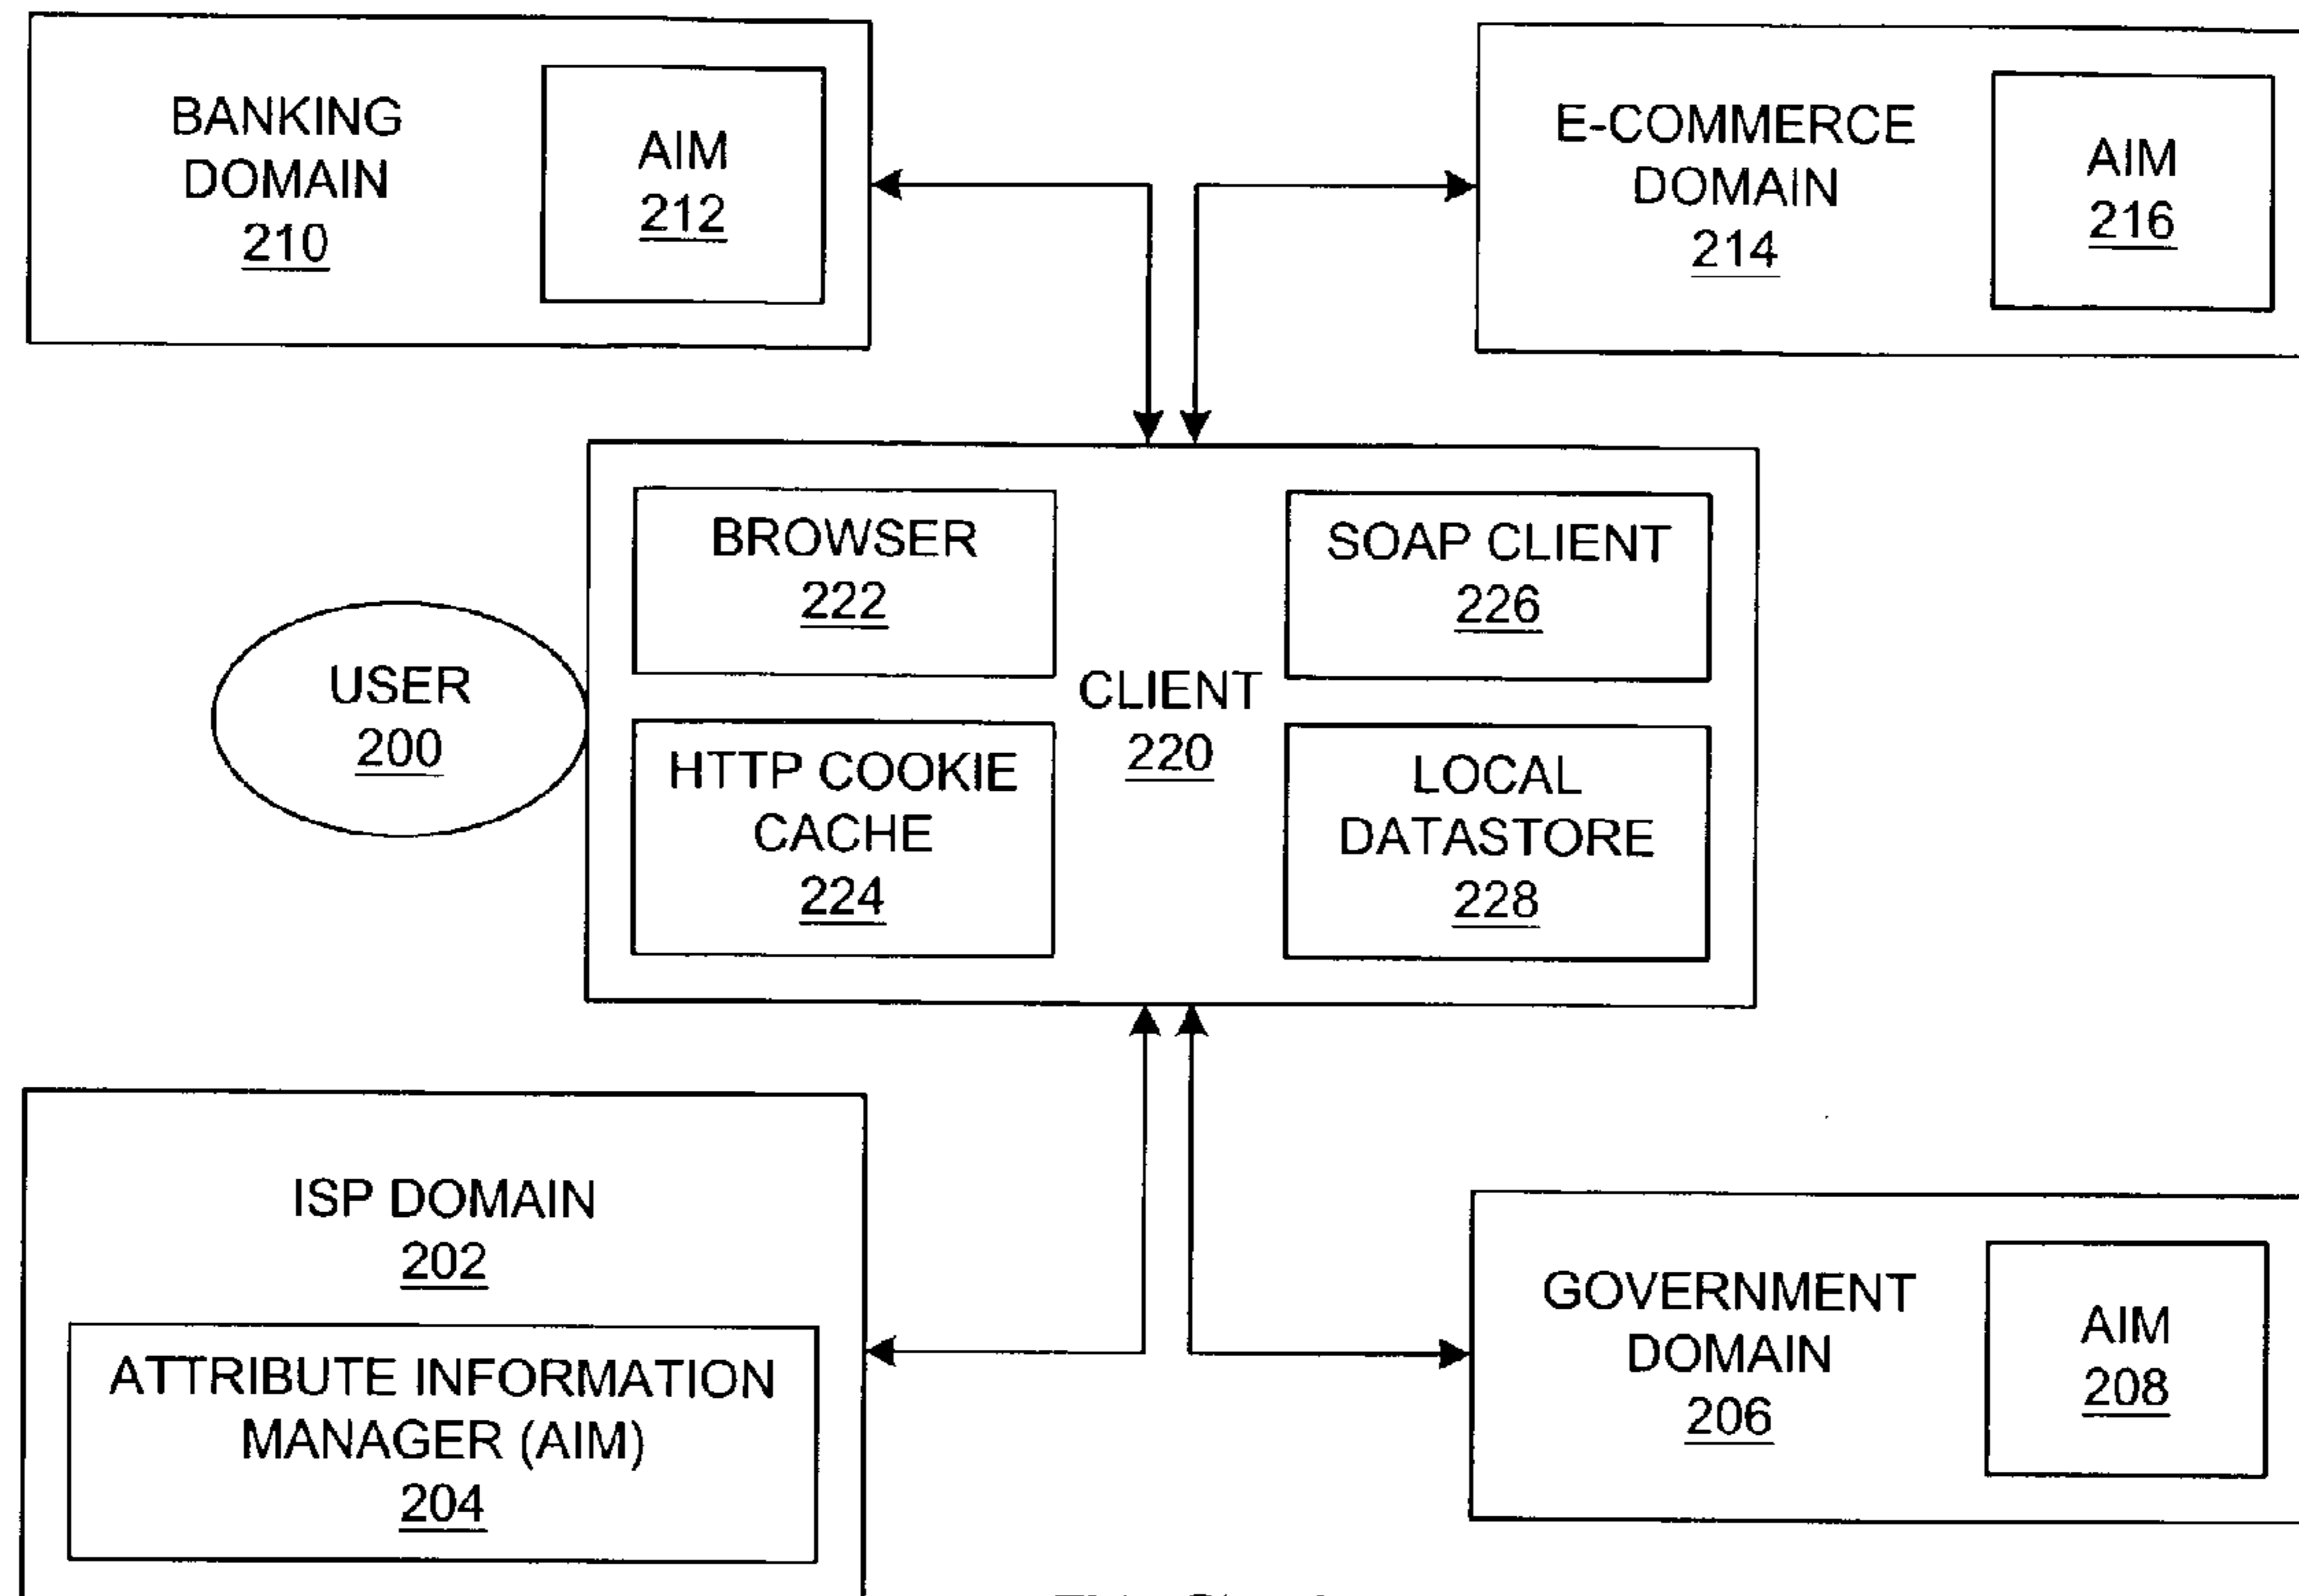 BANKING
DOMAIN
210
AIM
212
E-COMMERCE
DOMAIN
214
AIM
216
BROWSER
222
SOAP CLIENT
226
USER
200
CLIENT
220
HTTP COOKIE
CACHE
224
LOCAL
DATASTORE
228
ISP DOMAIN
202
ATTRIBUTE INFORMATION
MANAGER (AIM)
204
GOVERNMENT
DOMAIN
206
AIM
208